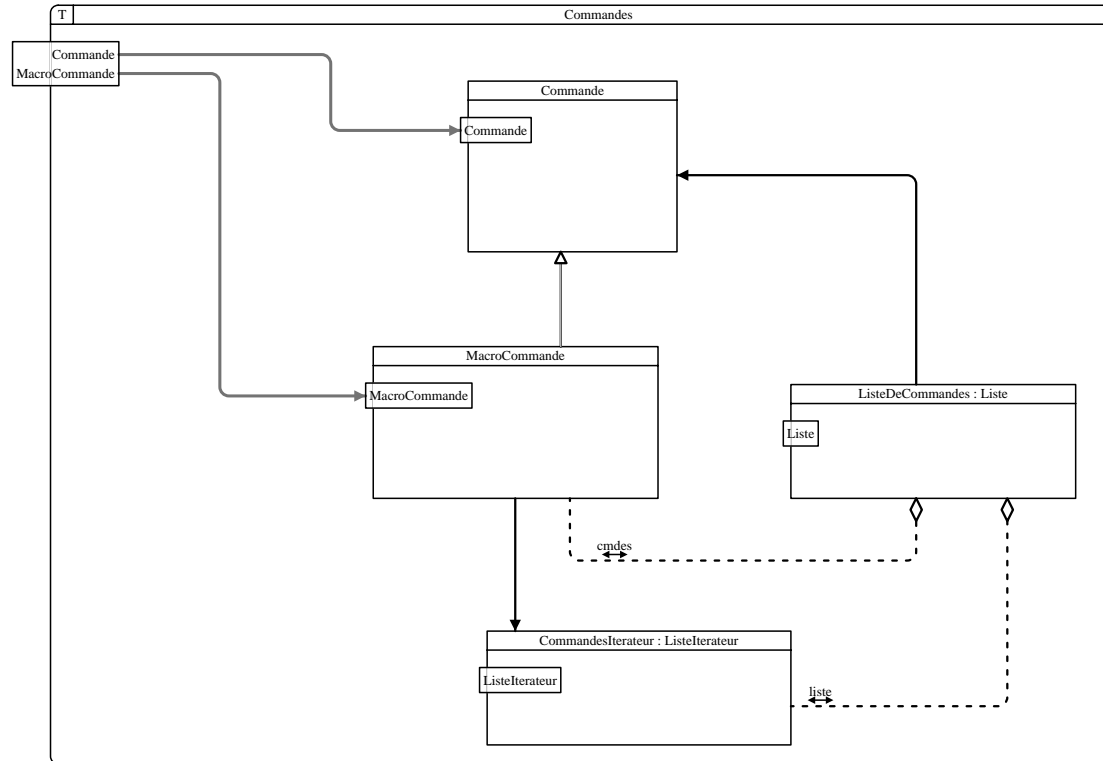 T
Commandes
Commande
MacroCommande
Commande
Commande
MacroCommande
MacroCommande
ListeDeCommandes : Liste
Liste
cmdes
CommandesIterateur : ListeIterateur
ListeIterateur
liste